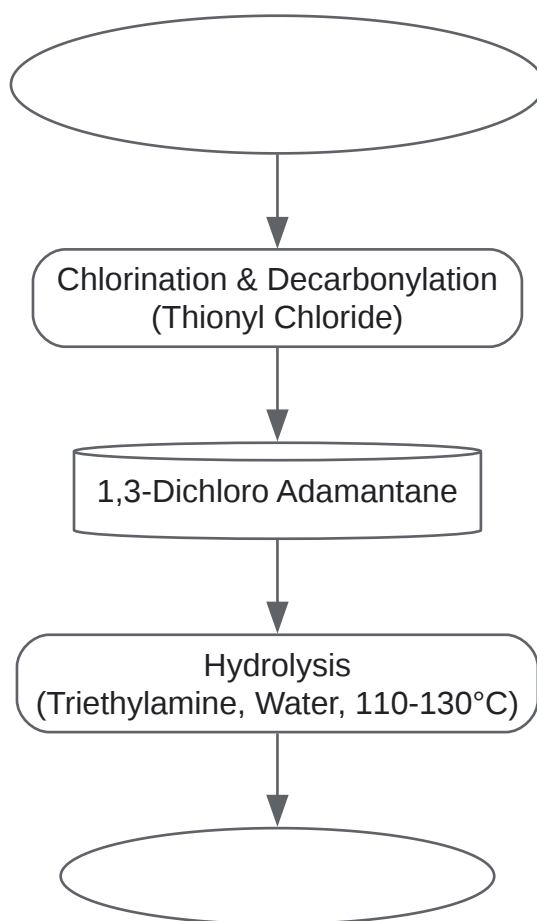 Chlorination & Decarbonylation
(Thionyl Chloride)
1,3-Dichloro Adamantane
Hydrolysis
(Triethylamine, Water, 110-130°C)